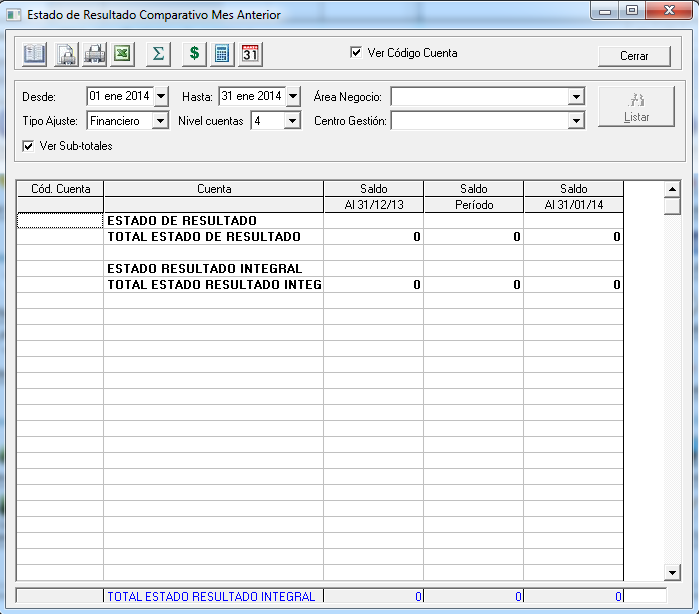 Estado de Resultado Comparativo Mes Anterior
$ 31 Ver Código Cuenta Cerrar
Desde: 01 ene 2014 Hasta: 31 ene 2014 Área Negocio:
Tipo Ajuste: Financiero Nivel cuentas 4 Centro Gestión: Listar
Ver Sub-totales
Cód. Cuenta Cuenta Saldo Saldo Saldo
Al 31/12/13 Período Al 31/01/14
ESTADO DE RESULTADO
TOTAL ESTADO DE RESULTADO 0 0 0
ESTADO RESULTADO INTEGRAL
TOTAL ESTADO RESULTADO INTEG 0 0 0
TOTAL ESTADO RESULTADO INTEGRAL 0 0 0